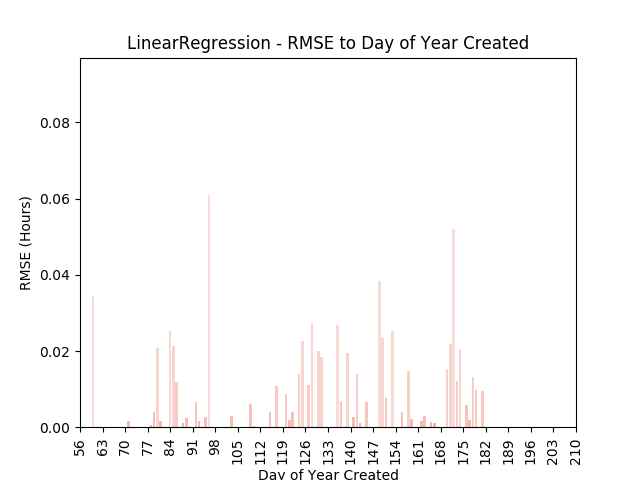 LinearRegression - RMSE to Day of Year Created
0.08
0.06
0.04
0.02
0.00
RMSE (Hours)
56 63 70 77 84 91 98 105 112 119 126 133 140 147 154 161 168 175 182 189 196 203 210
Day of Year Created